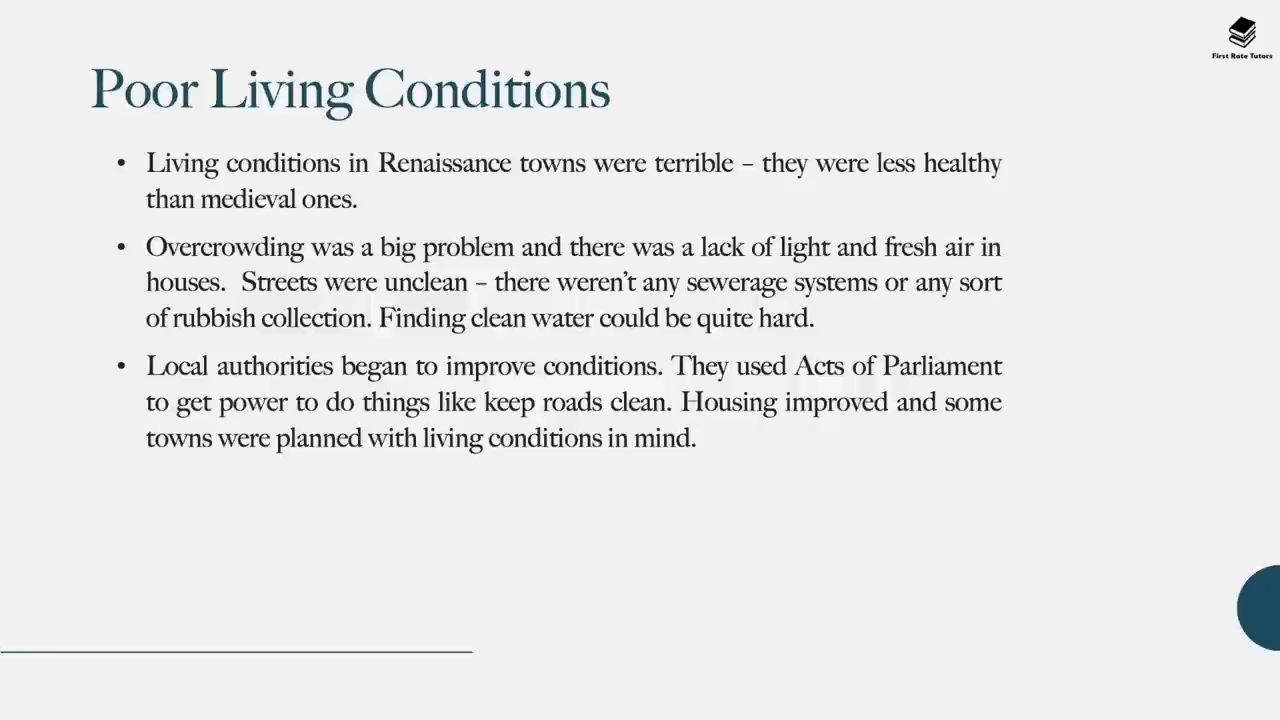 First Rate Tutors
Poor Living Conditions
• Living conditions in Renaissance towns were terrible – they were less healthy
than medieval ones.
• Overcrowding was a big problem and there was a lack of light and fresh air in
houses.  Streets were unclean – there weren’t any sewerage systems or any sort
of rubbish collection. Finding clean water could be quite hard.
• Local authorities began to improve conditions. They used Acts of Parliament
to get power to do things like keep roads clean. Housing improved and some
towns were planned with living conditions in mind.